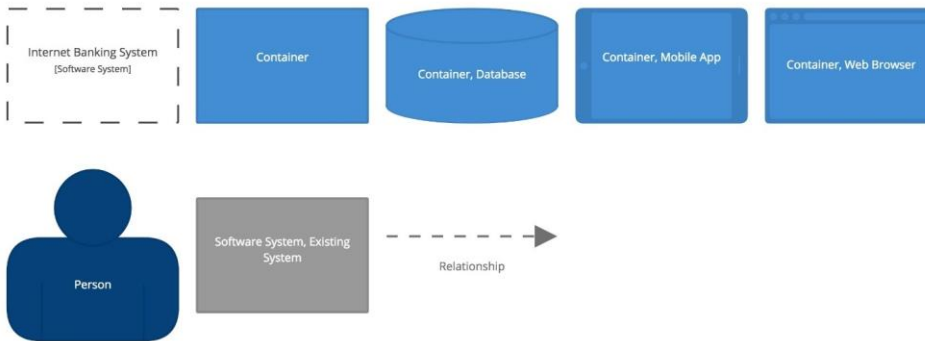 Internet Banking System
[Software System]
Container
Container, Database
Container, Mobile App
Container, Web Browser
Person
Software System, Existing
System
Relationship